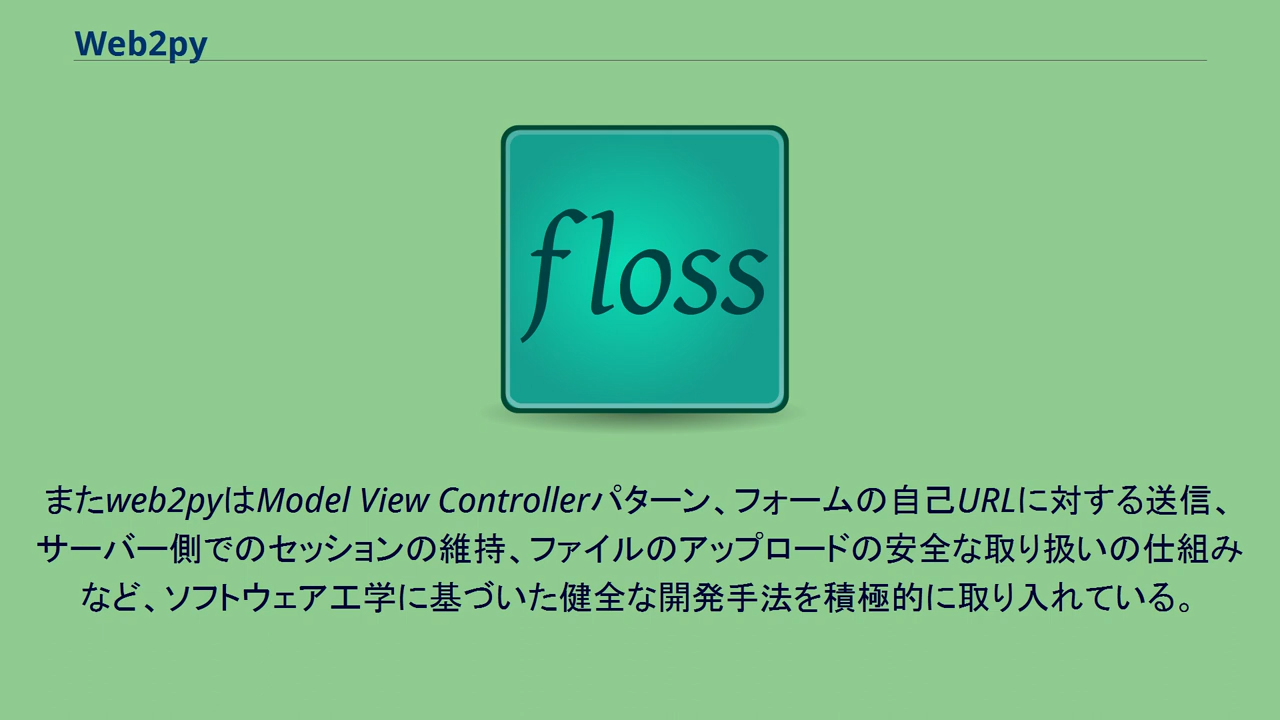 Web2py
floss
またweb2pyはModel View Controllerパターン、フォームの自己URLに対する送信、
サーバー側でのセッションの維持、ファイルのアップロードの安全な取り扱いの仕組み
など、ソフトウェア工学に基づいた健全な開発手法を積極的に取り入れている。